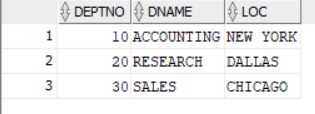 DEPTNO DNAME LOC
1 10 ACCOUNTING NEW YORK
2 20 RESEARCH DALLAS
3 30 SALES CHICAGO